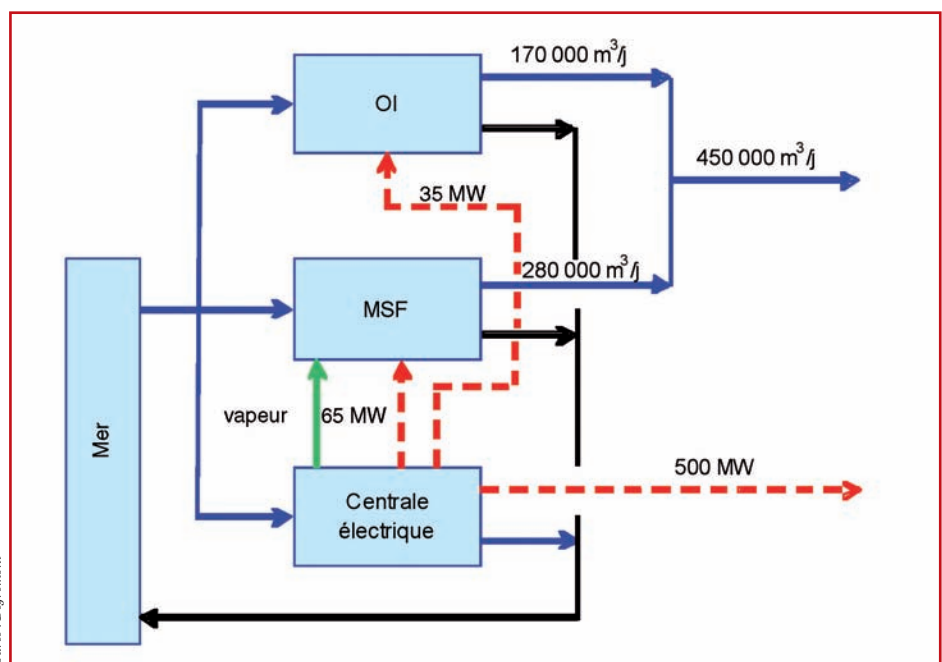 170 000 m³/j
OI
450 000 m³/j
35 MW
280 000 m³/j
MSF
Mer
vapeur
65 MW
500 MW
Centrale
électrique